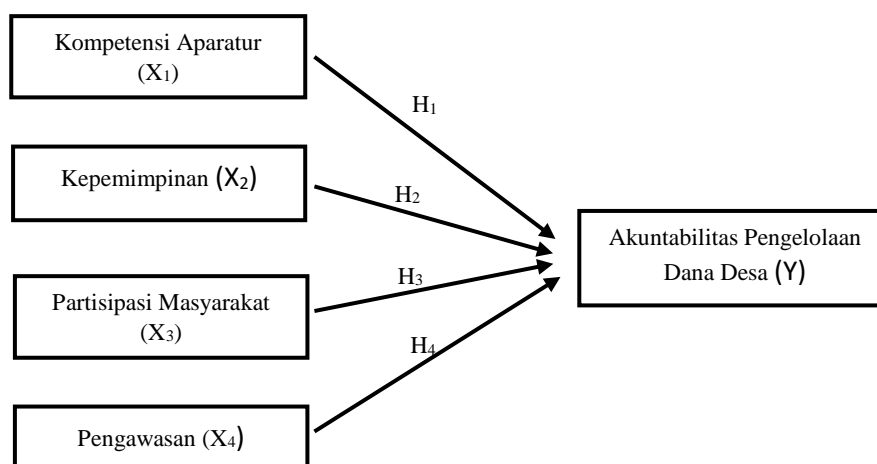 Kompetensi Aparatur
(X₁)
H₁
Kepemimpinan (X₂)
H₂
Akuntabilitas Pengelolaan
Dana Desa (Y)
Partisipasi Masyarakat
(X₃)
H₃
H₄
Pengawasan (X₄)